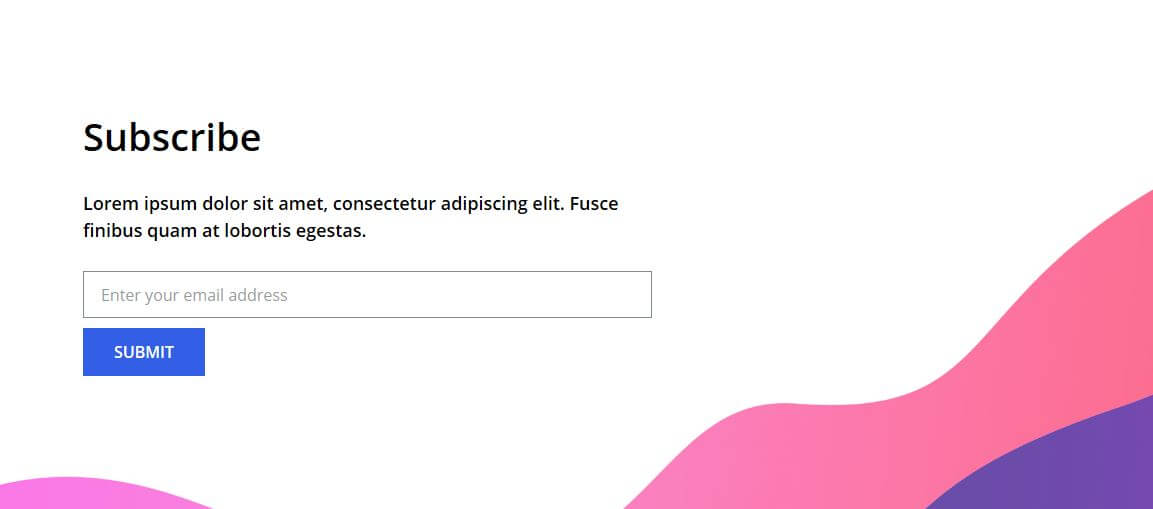 Subscribe
Lorem ipsum dolor sit amet, consectetur adipiscing elit. Fusce
finibus quam at lobortis egestas.
Enter your email address
SUBMIT